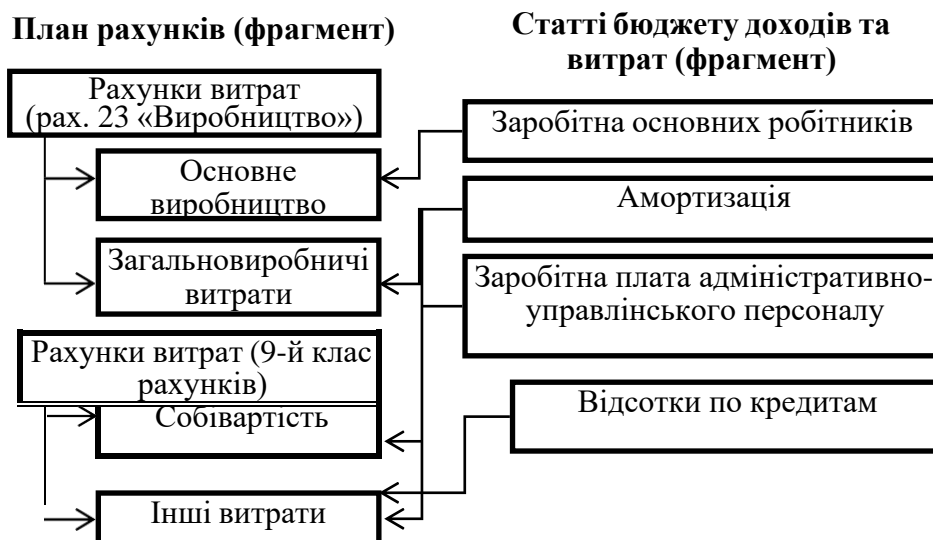 План рахунків (фрагмент)
Рахунки витрат
(рах. 23 «Виробництво»)
Основне
виробництво
Загальновиробничі
витрати
Рахунки витрат (9-й клас
рахунків)
Собівартість
Інші витрати
Статті бюджету доходів та
витрат (фрагмент)
Заробітна основних робітників
Амортизація
Заробітна плата адміністративно-
управлінського персоналу
Відсотки по кредитам